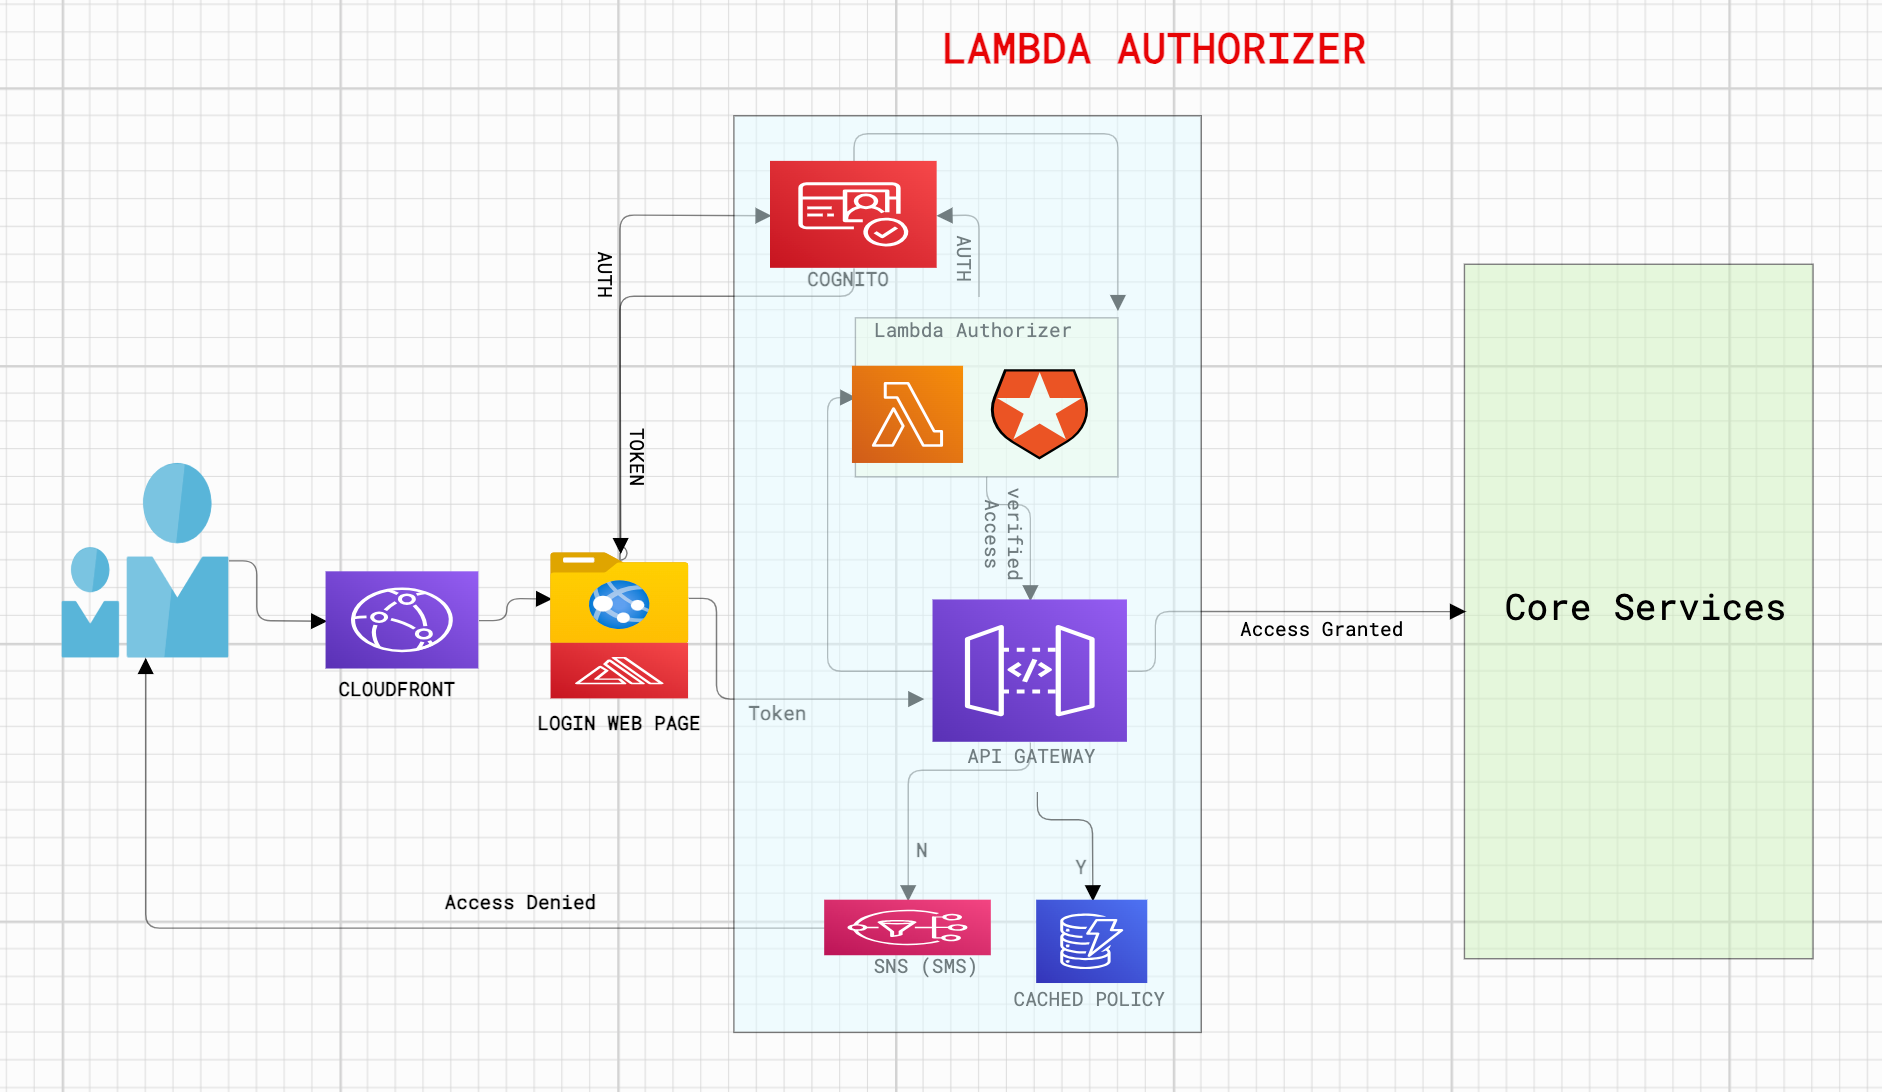 LAMBDA AUTHORIZER
COGNITO
AUTH
AUTH
TOKEN
Lambda Authorizer
</>
verified
Access
CLOUDFRONT
LOGIN WEB PAGE
Token
API GATEWAY
Access Granted
Core Services
N
Y
Access Denied
SNS (SMS)
CACHED POLICY